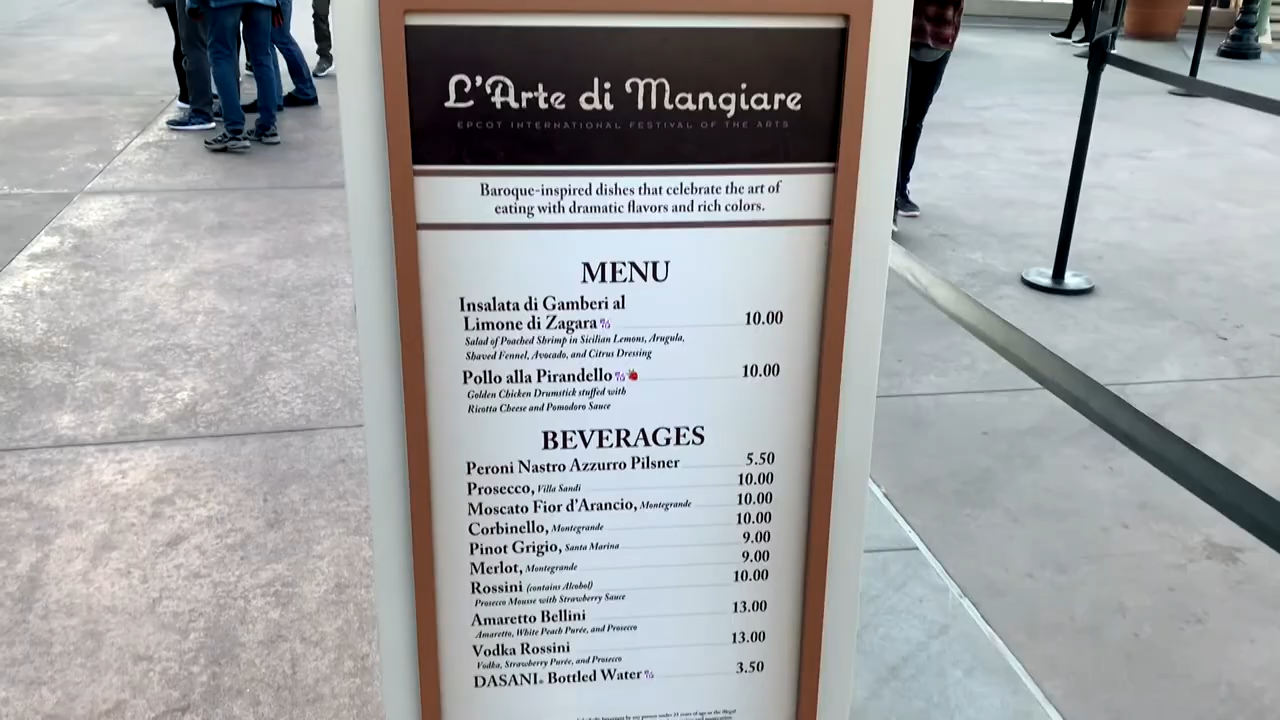 L'Arte di Mangiare
EPCOT INTERNATIONAL FESTIVAL OF THE ARTS
Baroque-inspired dishes that celebrate the art of
eating with dramatic flavors and rich colors.
MENU
Insalata di Gamberi al
Limone di Zagara 10.00
Salad of Poached Shrimp in Sicilian Lemons, Arugula,
Shaved Fennel, Avocado, and Citrus Dressing
Pollo alla Pirandello 10.00
Golden Chicken Drumstick stuffed with
Ricotta Cheese and Pomodoro Sauce
BEVERAGES
Peroni Nastro Azzurro Pilsner 5.50
Prosecco, Villa Sandi 10.00
Moscato Fior d'Arancio, Montegrande 10.00
Corbinello, Montegrande 10.00
Pinot Grigio, Santa Marina 9.00
Merlot, Montegrande 9.00
Rossini (contains Alcohol) 10.00
Prosecco Mousse with Strawberry Sauce
Amaretto Bellini 13.00
Amaretto, White Peach Purée, and Prosecco
Vodka Rossini 13.00
Vodka, Strawberry Purée, and Prosecco
DASANI® Bottled Water 3.50